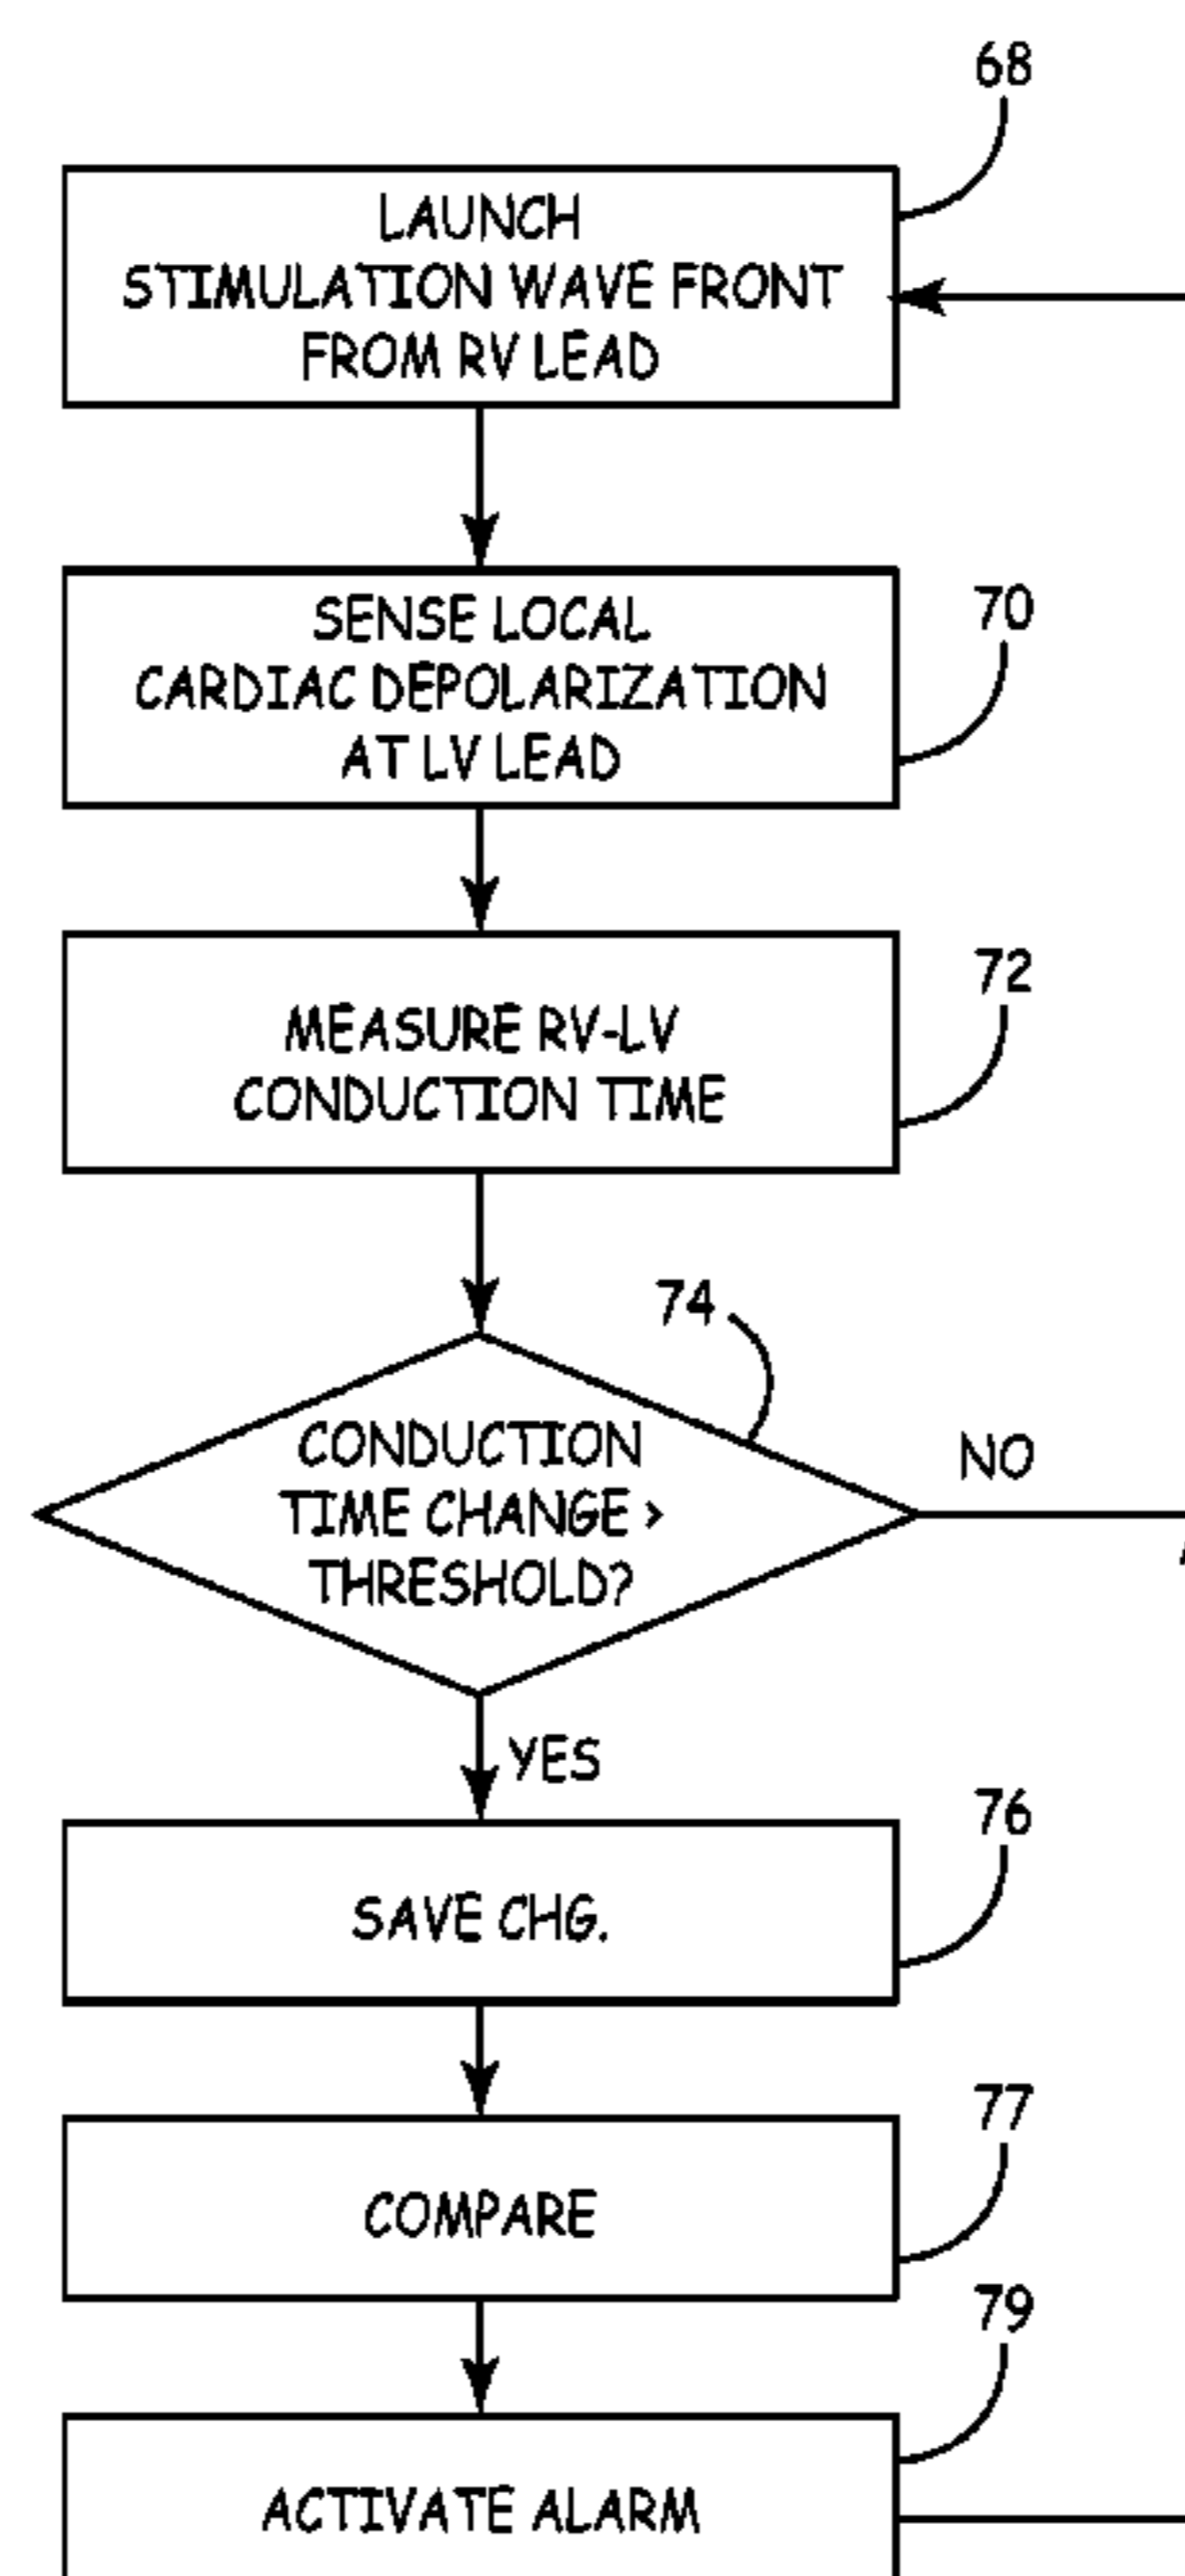 68
LAUNCH
STIMULATION WAVE FRONT
FROM RV LEAD
70
SENSE LOCAL
CARDIAC DEPOLARIZATION
AT LV LEAD
72
MEASURE RV-LV
CONDUCTION TIME
74
CONDUCTION
TIME CHANGE >
THRESHOLD?
NO
YES
76
SAVE CHG.
77
COMPARE
79
ACTIVATE ALARM